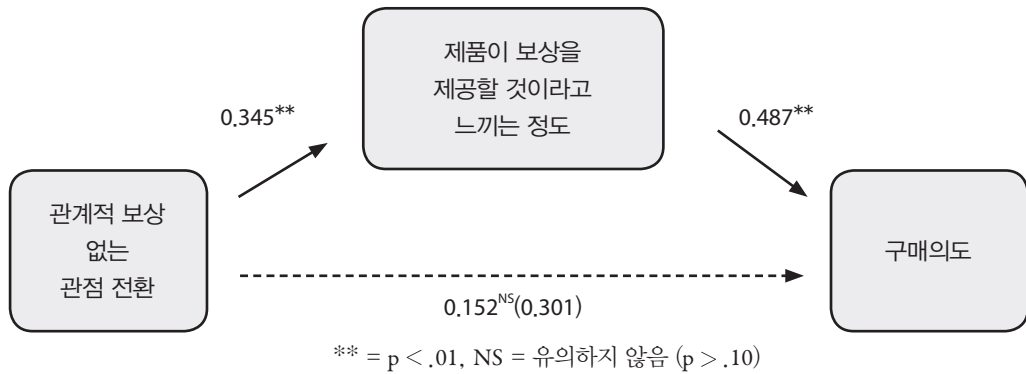 제품이 보상을
제공할 것이라고
느끼는 정도
0.345**
0.487**
관계적 보상
없는
관점 전환
구매의도
0.152NS(0.301)
** = p < .01, NS = 유의하지 않음 (p > .10)